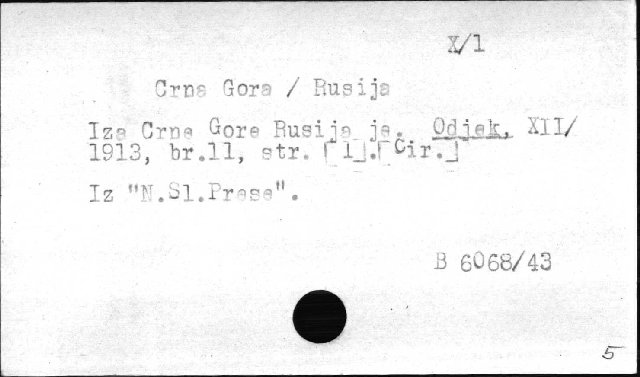 X/1
Crna Gora / Rusija
Iza Crne Gore Rusija je. Odjek, XII/
1913, br.11, str. [1].[Ćir.]
Iz "N.Sl.Prese".
B 6068/43
5